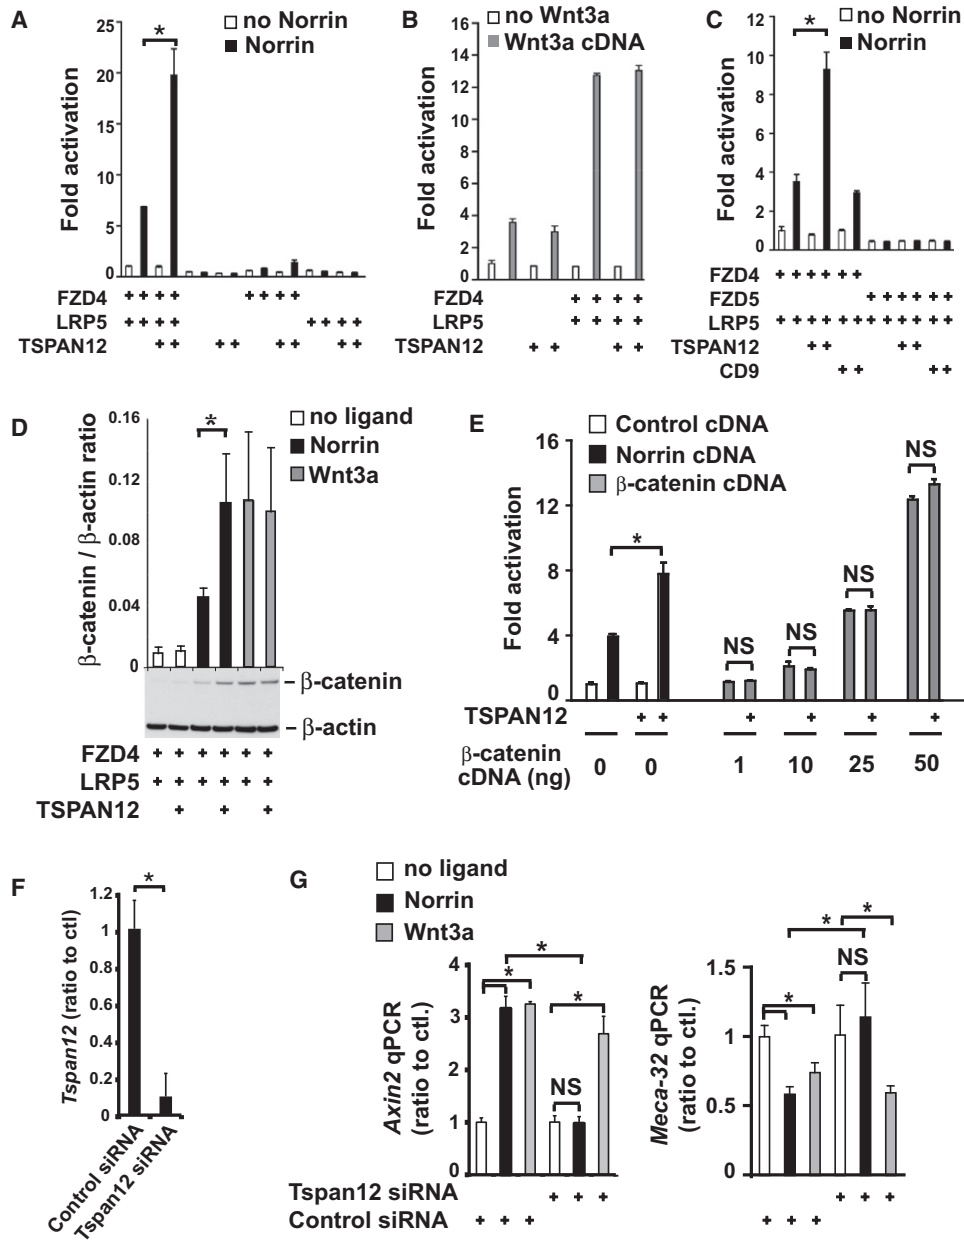 A
no Norrin
Norrin
*
Fold activation
25
20
15
10
5
0
FZD4 + + + + + + + +
LRP5 + + + + + + + +
TSPAN12 + + + + + + + +
B
no Wnt3a
Wnt3a cDNA
Fold activation
16
14
12
10
8
6
4
2
0
FZD4 + + + +
LRP5 + + + +
TSPAN12 + + + +
C
no Norrin
Norrin
*
Fold activation
12
10
8
6
4
2
0
FZD4 + + + + + +
FZD5 + + + + + +
LRP5 + + + + + + + + + + + +
TSPAN12 + + + +
CD9 + + + +
D
no ligand
Norrin
Wnt3a
*
β-catenin / β-actin ratio
0.16
0.12
0.08
0.04
0
β-catenin
β-actin
FZD4 + + + + + +
LRP5 + + + + + +
TSPAN12 + + +
E
Control cDNA
Norrin cDNA
β-catenin cDNA
Fold activation
16
12
8
4
0
*
NS
NS
NS
NS
TSPAN12 + + + + + +
β-catenin
cDNA (ng)
0 0 1 10 25 50
F
*
Tspan12 (ratio to ctl)
1.2
1
0.8
0.6
0.4
0.2
0
Control siRNA
Tspan12 siRNA
G
no ligand
Norrin
Wnt3a
Axin2 qPCR
(ratio to ctl.)
4
3
2
1
0
*
*
*
NS
Meca-32 qPCR
(ratio to ctl.)
1.5
1
0.5
0
*
*
*
NS
Tspan12 siRNA + + + + + +
Control siRNA + + + + + +